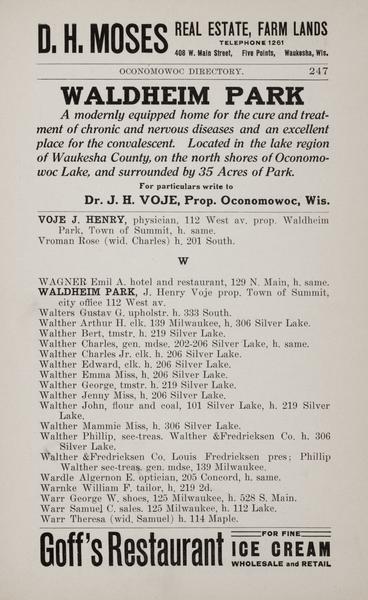 D. H. MOSES REAL ESTATE, FARM LANDS
TELEPHONE 1261
408 W. Main Street, Five Points, Waukesha, Wis.
OCONOMOWOC DIRECTORY. 247
WALDHEIM PARK
A modernly equipped home for the cure and treat-
ment of chronic and nervous diseases and an excellent
place for the convalescent. Located in the lake region
of Waukesha County, on the north shores of Oconomo-
woc Lake, and surrounded by 35 Acres of Park.
For particulars write to
Dr. J. H. VOJE, Prop. Oconomowoc, Wis.
VOJE J. HENRY, physician, 112 West av. prop. Waldheim
Park, Town of Summit, h. same.
Vroman Rose (wid. Charles) h. 201 South.
W
WAGNER Emil A. hotel and restaurant, 129 N. Main, h. same.
WALDHEIM PARK, J. Henry Voje prop. Town of Summit,
city office 112 West av.
Walters Gustav G. upholstr. h. 333 South.
Walther Arthur H. clk. 139 Milwaukee, h. 306 Silver Lake.
Walther Bert, tmstr. h. 219 Silver Lake.
Walther Charles, gen. mdse. 202-206 Silver Lake, h. same.
Walther Charles Jr. clk. h. 206 Silver Lake.
Walther Edward, clk. h. 206 Silver Lake.
Walther Emma Miss, h. 206 Silver Lake.
Walther George, tmstr. h. 219 Silver Lake.
Walther Jenny Miss, h. 206 Silver Lake.
Walther John, flour and coal, 101 Silver Lake, h. 219 Silver
Lake.
Walther Mammie Miss, h. 306 Silver Lake.
Walther Phillip, sec-treas. Walther &Fredricksen Co. h. 306
Silver Lake.
Walther &Fredricksen Co. Louis Fredricksen pres; Phillip
Walther sec-treas. gen. mdse, 139 Milwaukee.
Wardle Algernon E. optician, 205 Concord, h. same.
Warnke William F. tailor, h. 219 2d.
Warr George W. shoes, 125 Milwaukee, h. 528 S. Main.
Warr Samuel C. sales. 125 Milwaukee, h. 112 Lake.
Warr Theresa (wid. Samuel) h. 114 Maple.
Goff's Restaurant FOR FINE
ICE CREAM
WHOLESALE and RETAIL